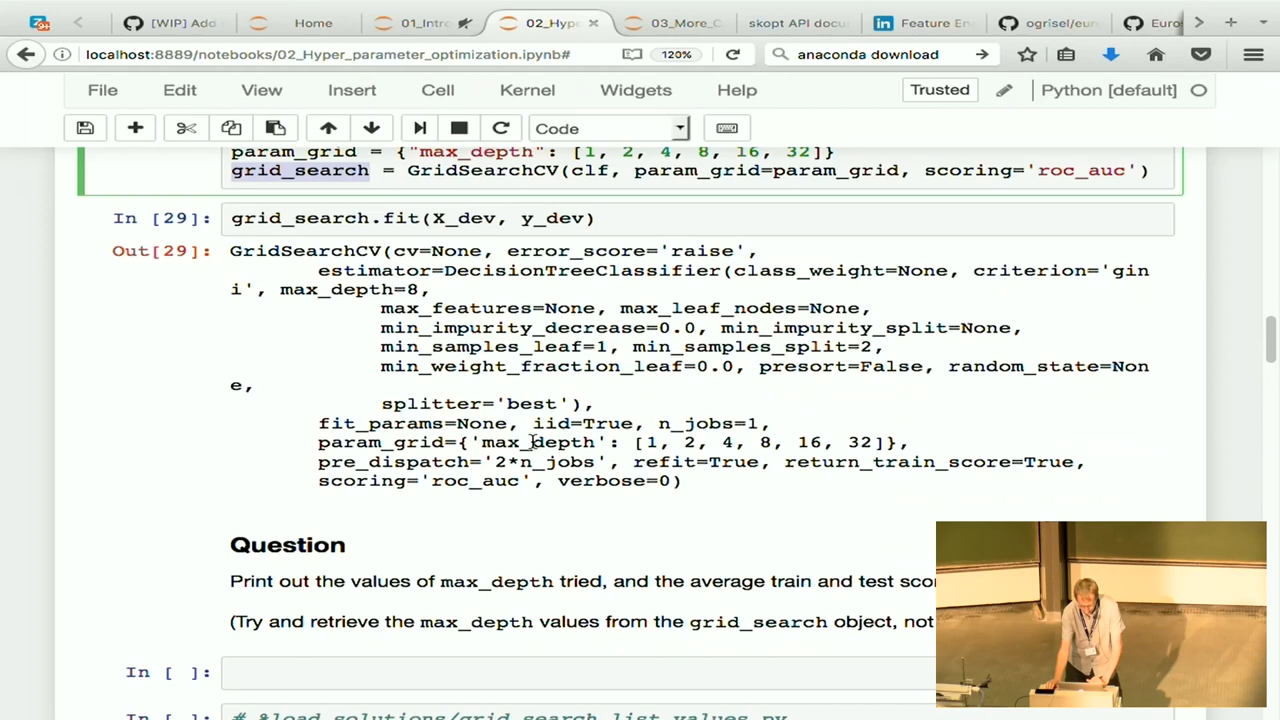 [WIP] Add
Home
01_Intro
02_Hype
03_More_C
skopt API docu
Feature En
ogrisel/eur
Euros
localhost:8889/notebooks/02_Hyper_parameter_optimization.ipynb#
120%
anaconda download
File Edit View Insert Cell Kernel Widgets Help
Trusted
Python [default]
Code
param_grid = {"max_depth": [1, 2, 4, 8, 16, 32]}
grid_search = GridSearchCV(clf, param_grid=param_grid, scoring='roc_auc')
In [29]: grid_search.fit(X_dev, y_dev)
Out[29]: GridSearchCV(cv=None, error_score='raise',
estimator=DecisionTreeClassifier(class_weight=None, criterion='gin
i', max_depth=8,
max_features=None, max_leaf_nodes=None,
min_impurity_decrease=0.0, min_impurity_split=None,
min_samples_leaf=1, min_samples_split=2,
min_weight_fraction_leaf=0.0, presort=False, random_state=Non
e,
splitter='best'),
fit_params=None, iid=True, n_jobs=1,
param_grid={'max_depth': [1, 2, 4, 8, 16, 32]},
pre_dispatch='2*n_jobs', refit=True, return_train_score=True,
scoring='roc_auc', verbose=0)
Question
Print out the values of max_depth tried, and the average train and test scor
(Try and retrieve the max_depth values from the grid_search object, not
In [ ]:
In [ ]: # %load solutions/grid_search_list_values.py